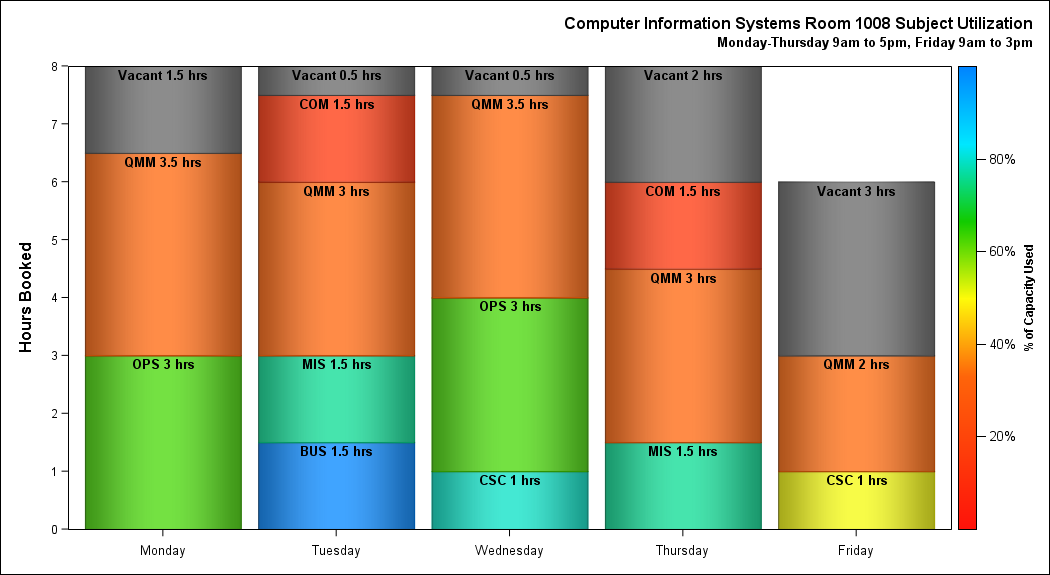 Computer Information Systems Room 1008 Subject Utilization
Monday-Thursday 9am to 5pm, Friday 9am to 3pm
Hours Booked
8
7
6
5
4
3
2
1
0
Vacant 1.5 hrs
QMM 3.5 hrs
OPS 3 hrs
Vacant 0.5 hrs
COM 1.5 hrs
QMM 3 hrs
MIS 1.5 hrs
BUS 1.5 hrs
Vacant 0.5 hrs
QMM 3.5 hrs
OPS 3 hrs
CSC 1 hrs
Vacant 2 hrs
COM 1.5 hrs
QMM 3 hrs
MIS 1.5 hrs
Vacant 3 hrs
QMM 2 hrs
CSC 1 hrs
Monday
Tuesday
Wednesday
Thursday
Friday
80%
60%
40%
20%
% of Capacity Used